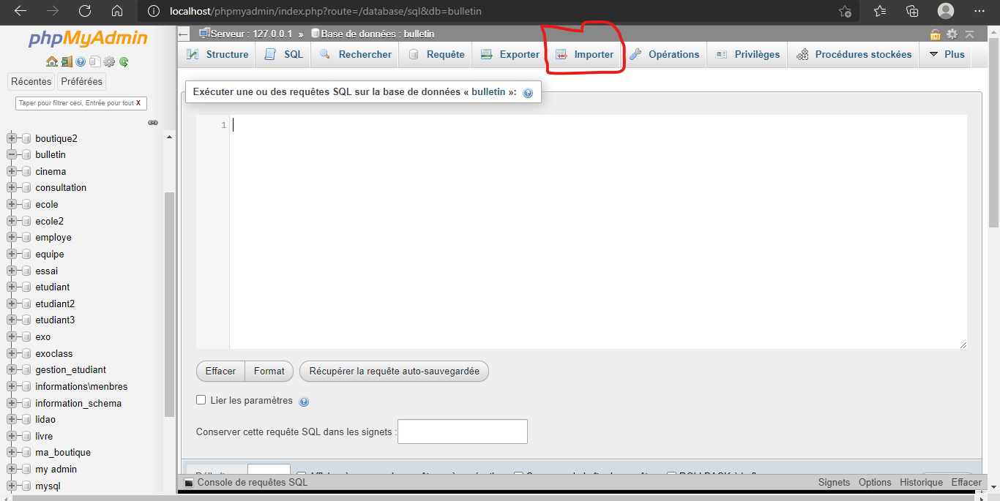 localhost/phpmyadmin/index.php?route=/database/sql&db=bulletin
phpMyAdmin
Récentes Préférées
Taper pour filtrer ceci, Entrée pour tout X
boutique2
bulletin
cinema
consultation
ecole
ecole2
employe
equipe
essai
etudiant
etudiant2
etudiant3
exo
exoclass
gestion_etudiant
informations\menbres
information_schema
lidao
livre
ma_boutique
my admin
mysql
Serveur : 127.0.0.1 » Base de données : bulletin
Structure SQL Rechercher Requête Exporter Importer Opérations Privilèges Procédures stockées Plus
Exécuter une ou des requêtes SQL sur la base de données « bulletin »:
1
Effacer Format Récupérer la requête auto-sauvegardée
Lier les paramètres
Conserver cette requête SQL dans les signets :
Console de requêtes SQL Signets Options Historique Effacer